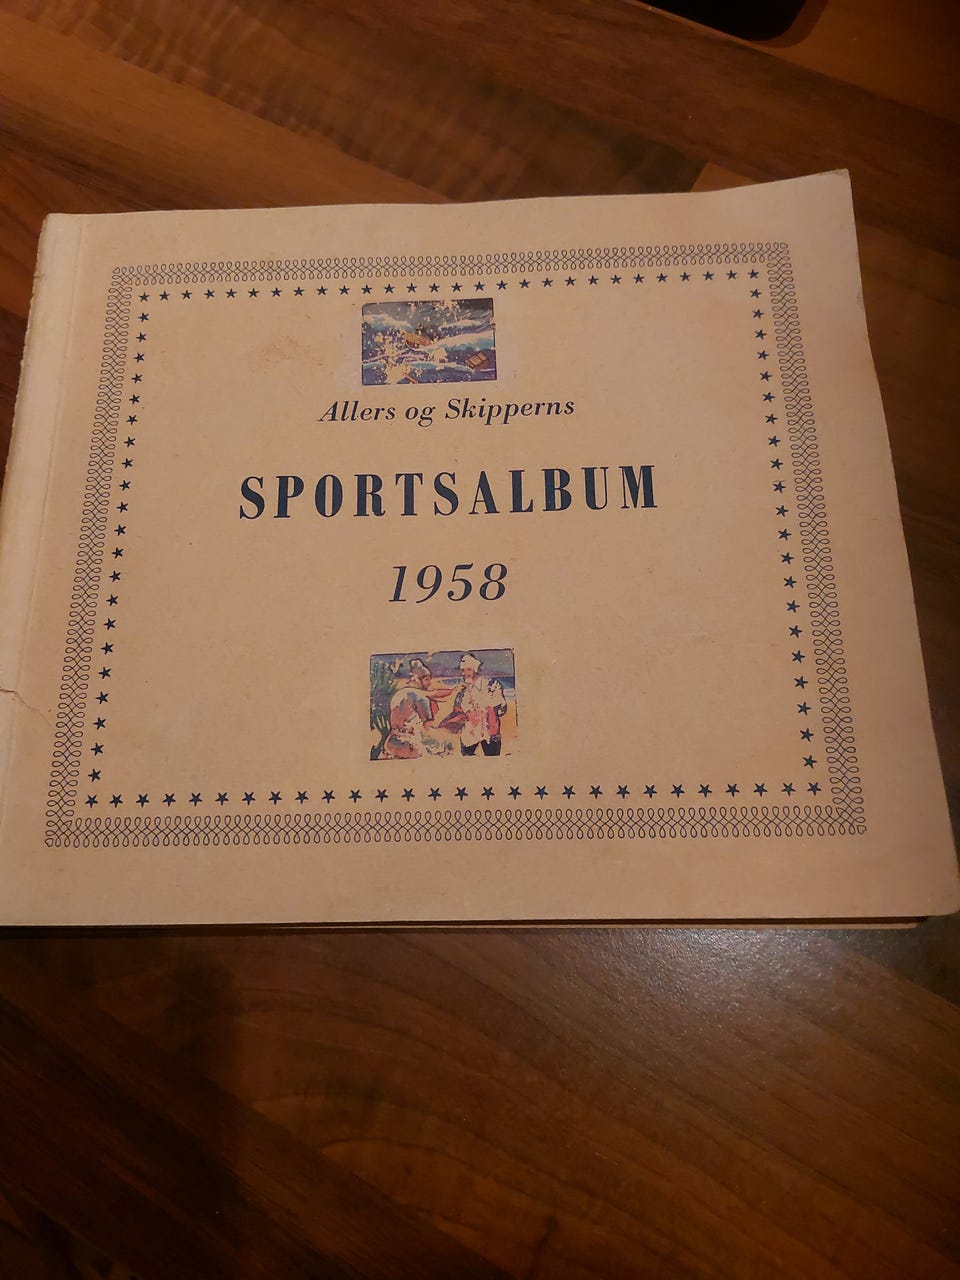 Allers og Skipperns
SPORTSALBUM
1958